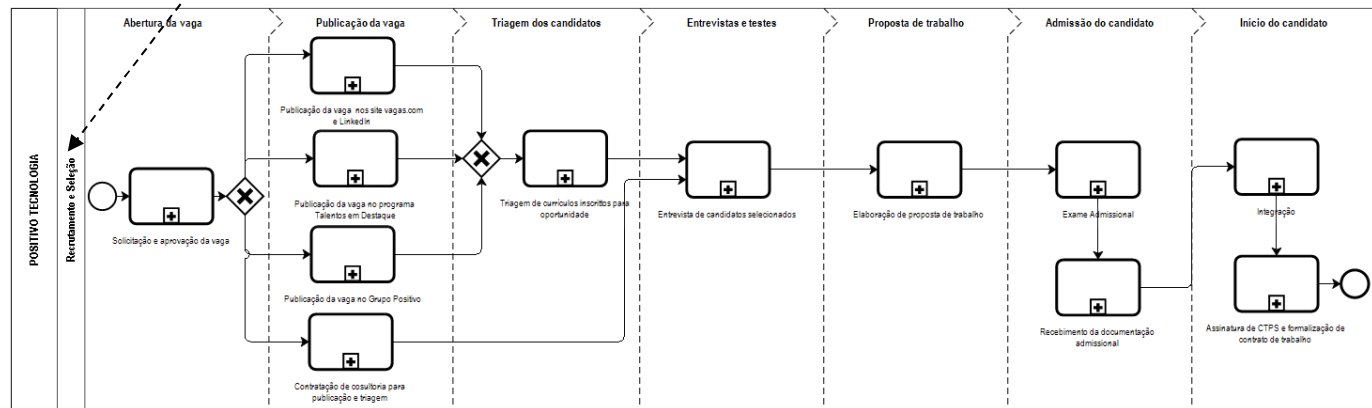 POSITIVO TECNOLOGIA
Recrutamento e Seleção
Abertura da vaga
Publicação da vaga
Triagem dos candidatos
Entrevistas e testes
Proposta de trabalho
Admissão do candidato
Início do candidato
Solicitação e aprovação da vaga
Publicação da vaga nos site vagas.com
e LinkedIn
Publicação da vaga no programa
Talentos em Destaque
Publicação da vaga no Grupo Positivo
Contratação de cosultoria para
publicação e triagem
Triagem de currículos inscrittos para
oportunidade
Entrevista de candidatos selecionados
Elaboração de proposta de trabalho
Exame Admissional
Recebimento da documentação
admissional
Integração
Assinatura de CTPS e formalização de
contrato de trabalho